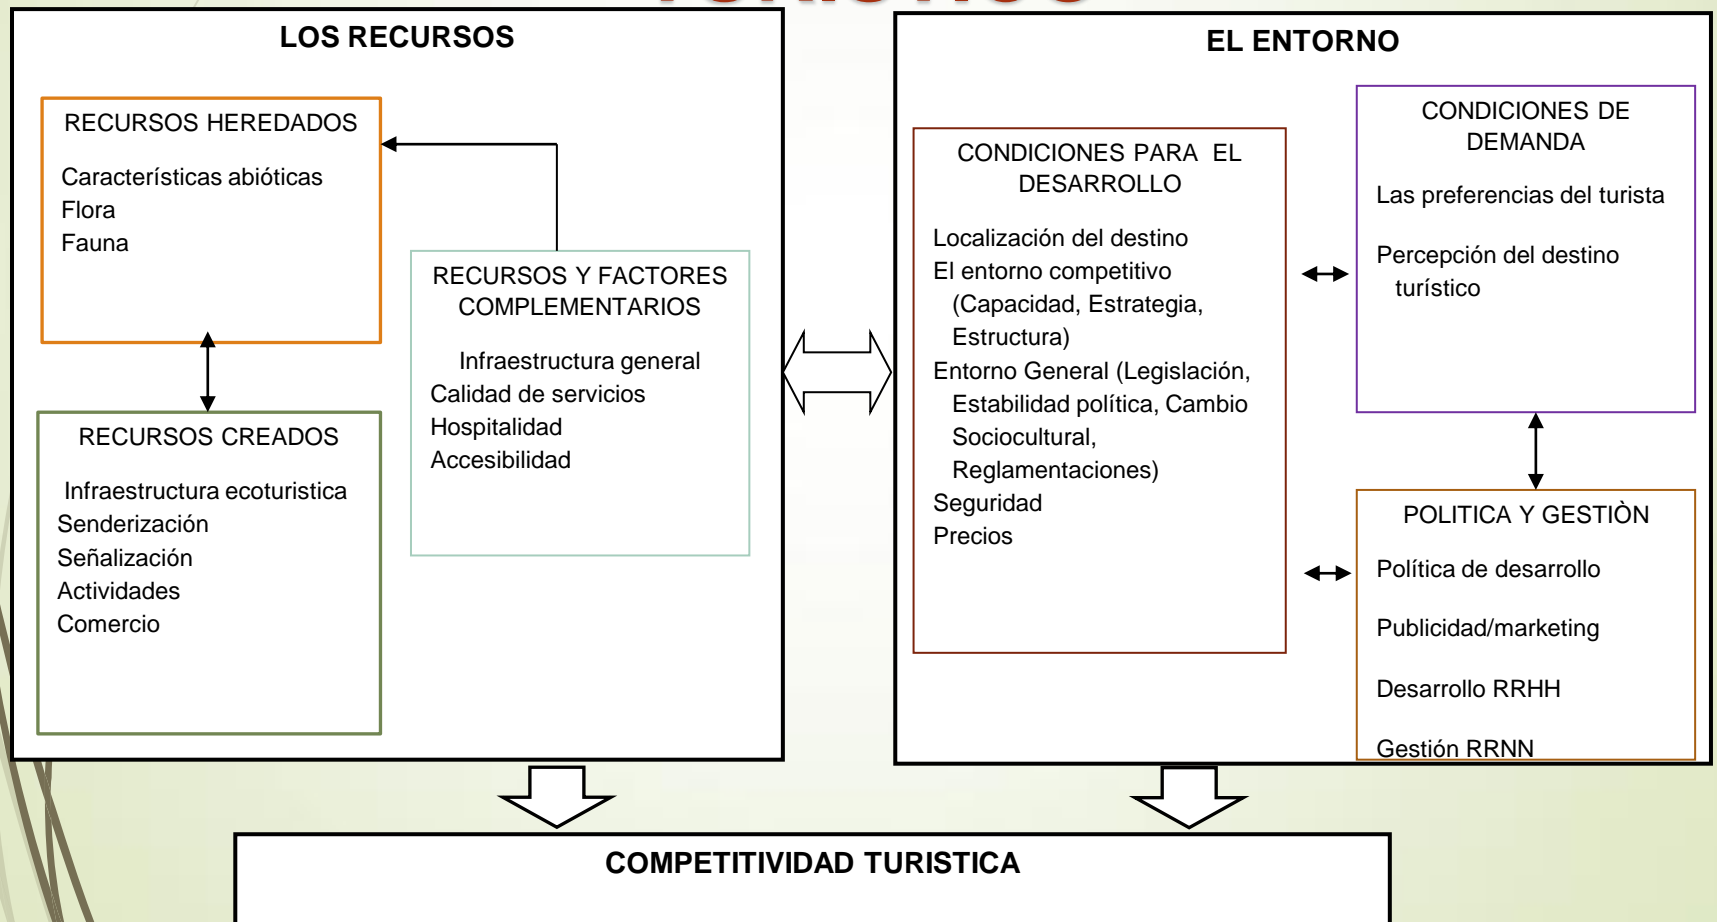 LOS RECURSOS
RECURSOS HEREDADOS
Características abióticas
Flora
Fauna
RECURSOS Y FACTORES
COMPLEMENTARIOS
Infraestructura general
Calidad de servicios
Hospitalidad
Accesibilidad
RECURSOS CREADOS
Infraestructura ecoturistica
Senderización
Señalización
Actividades
Comercio
EL ENTORNO
CONDICIONES PARA EL
DESARROLLO
Localización del destino
El entorno competitivo
(Capacidad, Estrategia,
Estructura)
Entorno General (Legislación,
Estabilidad política, Cambio
Sociocultural,
Reglamentaciones)
Seguridad
Precios
CONDICIONES DE
DEMANDA
Las preferencias del turista
Percepción del destino
turístico
POLITICA Y GESTIÒN
Política de desarrollo
Publicidad/marketing
Desarrollo RRHH
Gestión RRNN
COMPETITIVIDAD TURISTICA